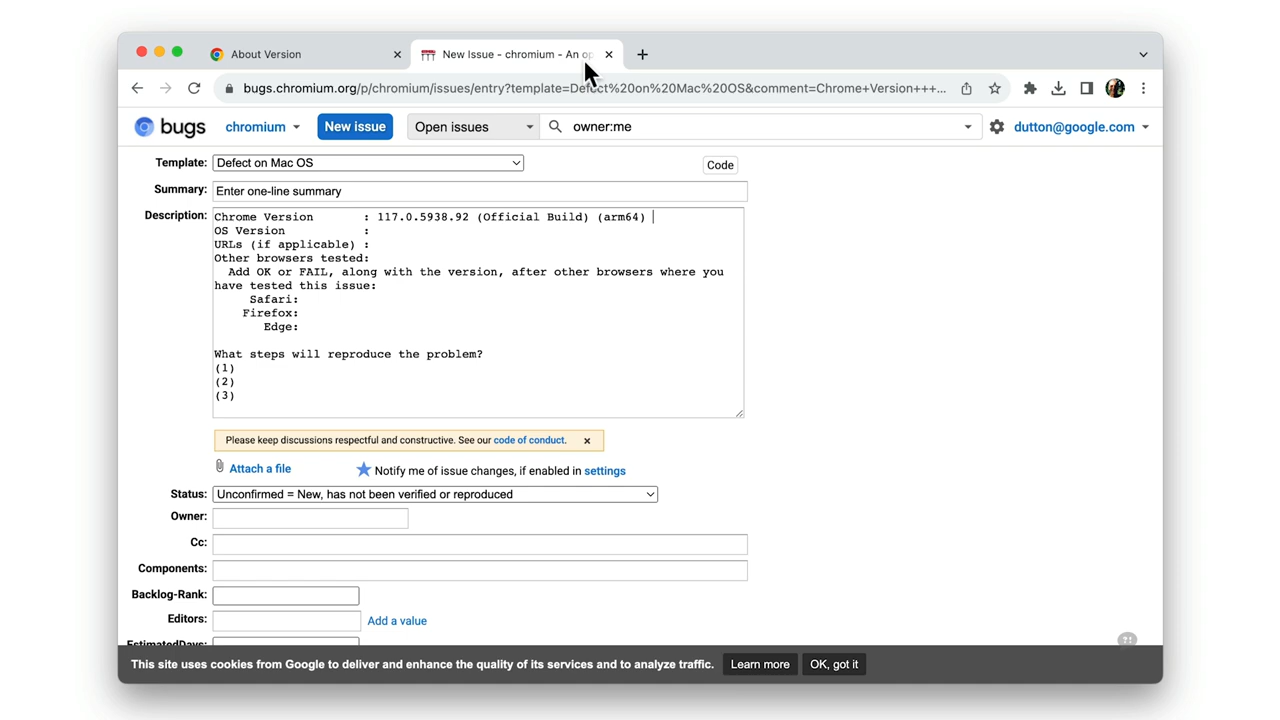 About Version
New Issue - chromium - An op
bugs.chromium.org/p/chromium/issues/entry?template=Defect%20on%20Mac%20OS&comment=Chrome+Version+++...
bugs chromium New issue Open issues owner:me dutton@google.com
Template: Defect on Mac OS Code
Summary: Enter one-line summary
Description: Chrome Version : 117.0.5938.92 (Official Build) (arm64)
OS Version :
URLs (if applicable) :
Other browsers tested:
Add OK or FAIL, along with the version, after other browsers where you
have tested this issue:
Safari:
Firefox:
Edge:
What steps will reproduce the problem?
(1)
(2)
(3)
Please keep discussions respectful and constructive. See our code of conduct.
Attach a file Notify me of issue changes, if enabled in settings
Status: Unconfirmed = New, has not been verified or reproduced
Owner:
Cc:
Components:
Backlog-Rank:
Editors: Add a value
EstimatedDays:
This site uses cookies from Google to deliver and enhance the quality of its services and to analyze traffic. Learn more OK, got it